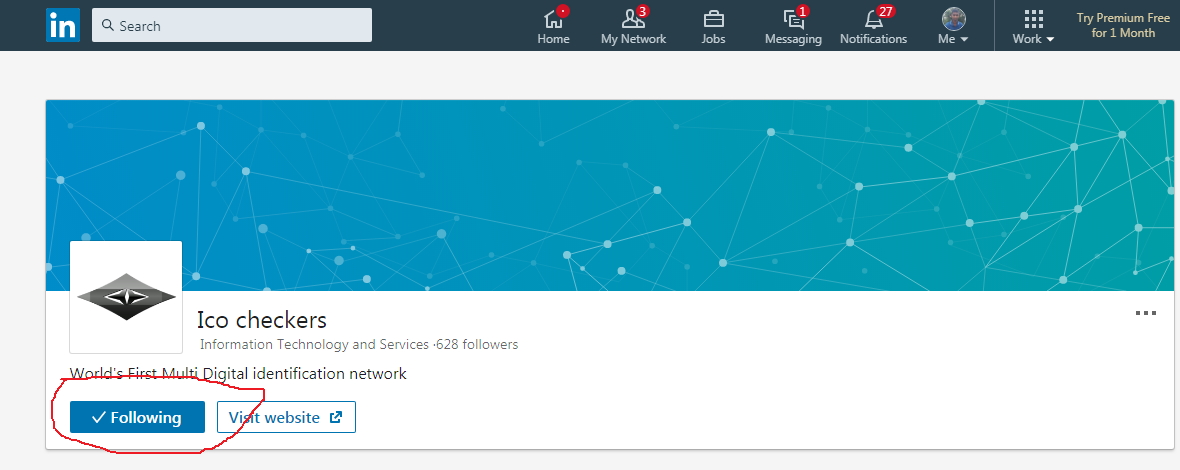 in
Search
Home
3
My Network
Jobs
1
Messaging
27
Notifications
Me
Work
Try Premium Free
for 1 Month
Ico checkers
Information Technology and Services ·628 followers
World's First Multi Digital identification network
Following
Visit website